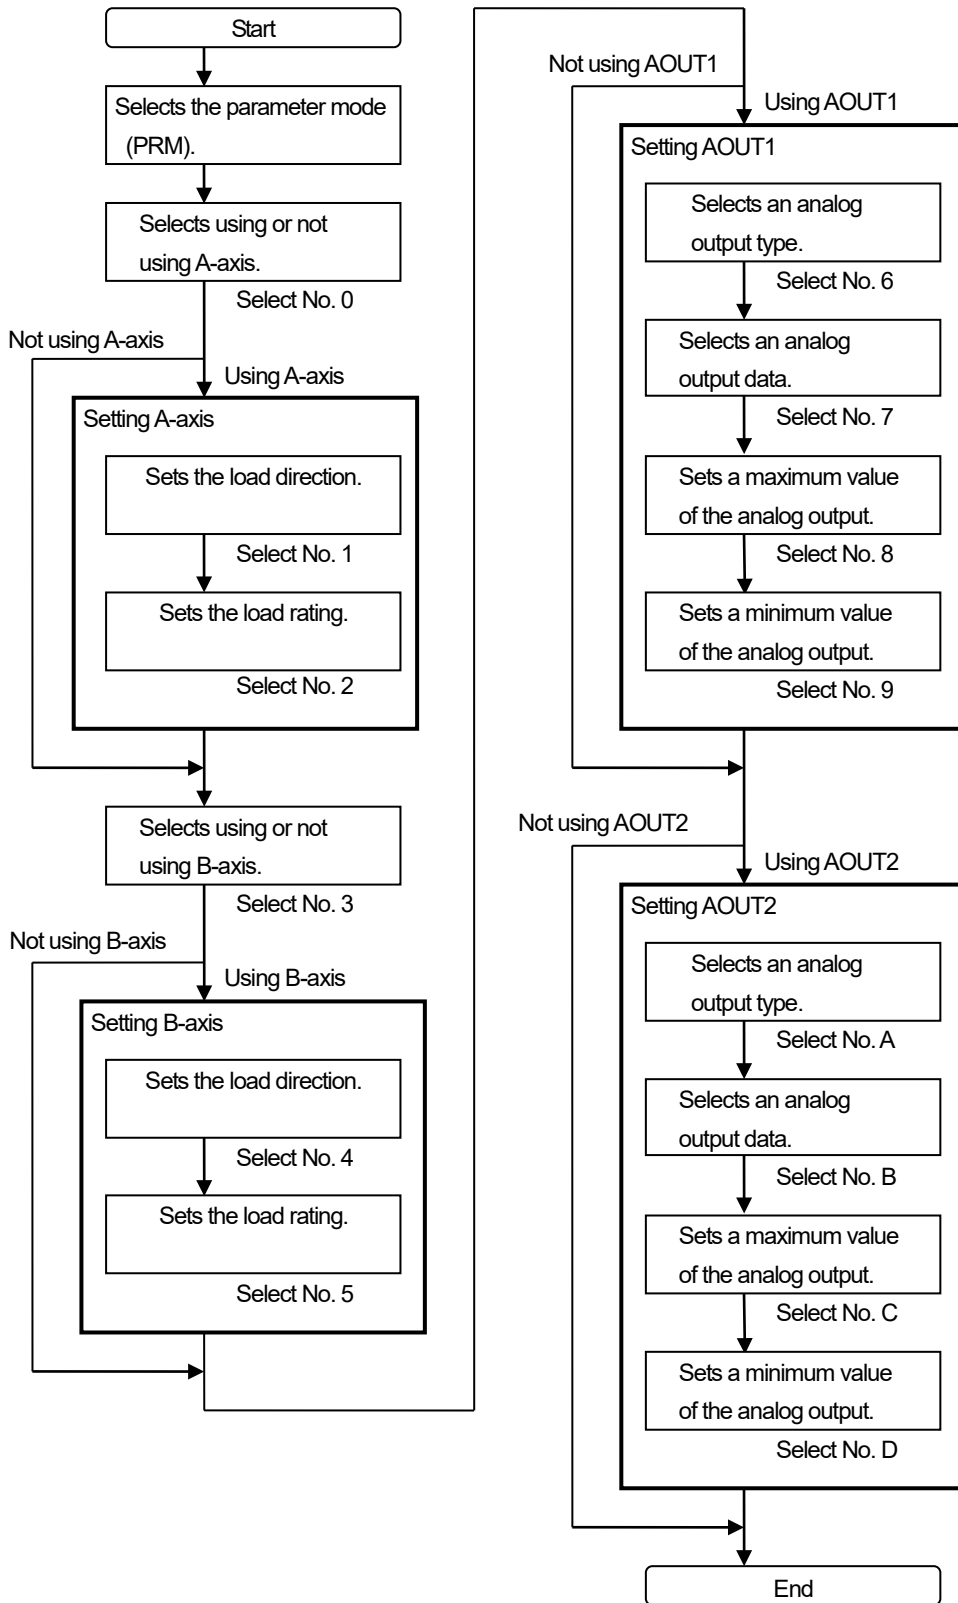 Start
Selects the parameter mode
(PRM).
Selects using or not
using A-axis.
Select No. 0
Not using A-axis
Using A-axis
Setting A-axis
Sets the load direction.
Select No. 1
Sets the load rating.
Select No. 2
Selects using or not
using B-axis.
Select No. 3
Not using B-axis
Using B-axis
Setting B-axis
Sets the load direction.
Select No. 4
Sets the load rating.
Select No. 5
Not using AOUT1
Using AOUT1
Setting AOUT1
Selects an analog
output type.
Select No. 6
Selects an analog
output data.
Select No. 7
Sets a maximum value
of the analog output.
Select No. 8
Sets a minimum value
of the analog output.
Select No. 9
Not using AOUT2
Using AOUT2
Setting AOUT2
Selects an analog
output type.
Select No. A
Selects an analog
output data.
Select No. B
Sets a maximum value
of the analog output.
Select No. C
Sets a minimum value
of the analog output.
Select No. D
End